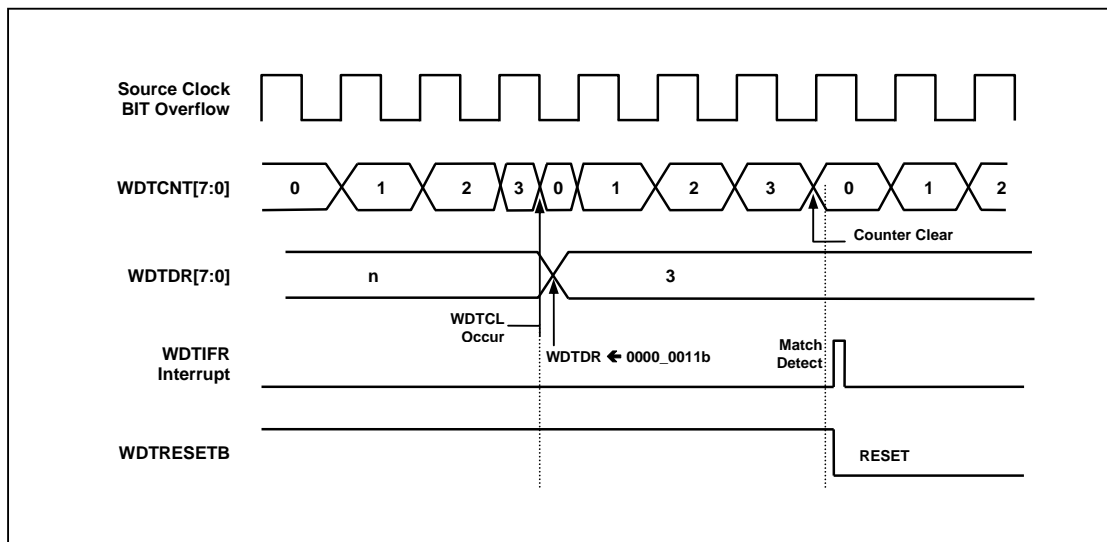 Source Clock
BIT Overflow
WDTCNT[7:0]
0 1 2 3 0 1 2 3 0 1 2
Counter Clear
WDTDR[7:0]
n 3
WDTCL
Occur
WDTDR ← 0000_0011b
WDTIFR
Interrupt
Match
Detect
WDTRESETB
RESET